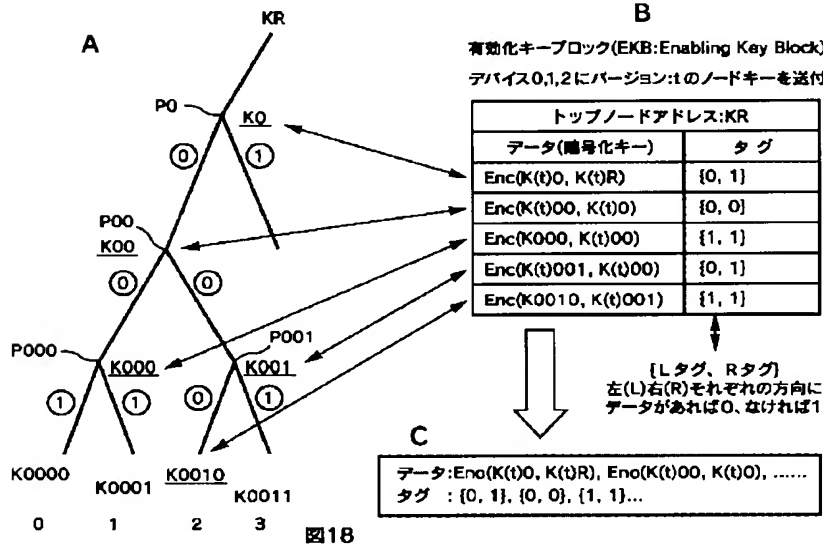 A
KR
P0
K0
0
1
P00
K00
0
0
P000
K000
P001
K001
1
1
0
1
K0000
K0001
K0010
K0011
0
1
2
3
図18
B
有効化キーブロック(EKB:Enabling Key Block)
デバイス0,1,2にバージョン:tのノードキーを送付
トップノードアドレス:KR
データ(暗号化キー) タグ
Enc(K(t)0, K(t)R) {0, 1}
Enc(K(t)00, K(t)0) {0, 0}
Enc(K000, K(t)00) {1, 1}
Enc(K(t)001, K(t)00) {0, 1}
Enc(K0010, K(t)001) {1, 1}
{Lタグ、Rタグ}
左(L)右(R)それぞれの方向に
データがあれば0、なければ1
C
データ:Enc(K(t)0, K(t)R), Enc(K(t)00, K(t)0), ......
タグ :{0, 1}, {0, 0}, {1, 1}...